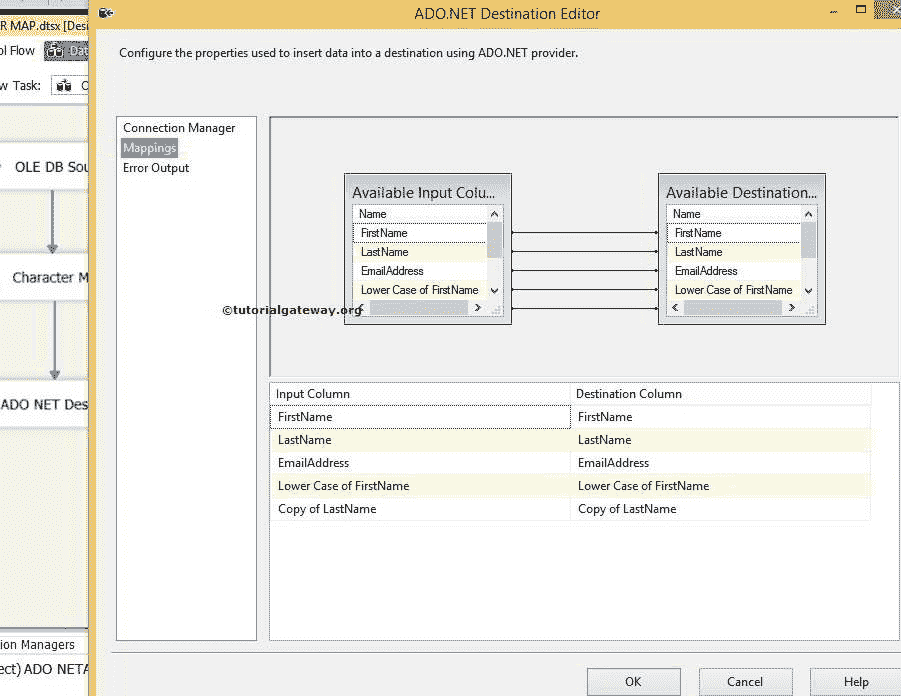 ADO.NET Destination Editor
R MAP.dtsx [Desi
ol Flow
Dat
w Task:
OLE DB Sou
Character M
ADO NET Des
ion Managers
ect) ADO NETA
Configure the properties used to insert data into a destination using ADO.NET provider.
Connection Manager
Mappings
Error Output
Available Input Colu...
Name
FirstName
LastName
EmailAddress
Lower Case of FirstName
Available Destination...
Name
FirstName
LastName
EmailAddress
Lower Case of FirstName
©tutorialgateway.org
Input Column Destination Column
FirstName FirstName
LastName LastName
EmailAddress EmailAddress
Lower Case of FirstName Lower Case of FirstName
Copy of LastName Copy of LastName
OK Cancel Help